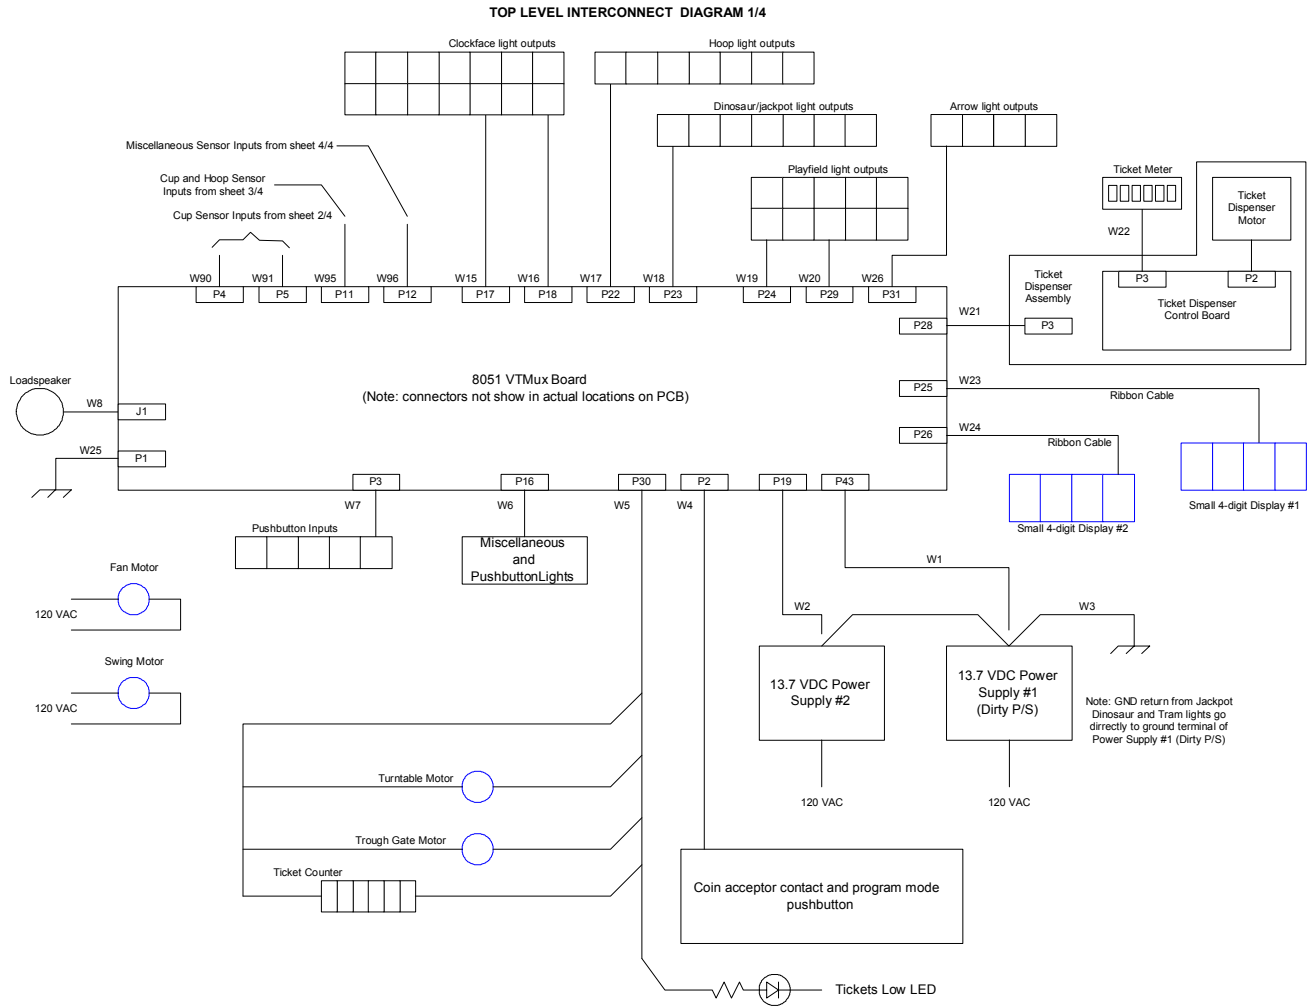 TOP LEVEL INTERCONNECT DIAGRAM 1/4
Clockface light outputs
Hoop light outputs
Dinosaur/jackpot light outputs
Arrow light outputs
Miscellaneous Sensor Inputs from sheet 4/4
Playfield light outputs
Ticket Meter
Cup and Hoop Sensor
Inputs from sheet 3/4
Ticket
Dispenser
Motor
Cup Sensor Inputs from sheet 2/4
W22
W90
W91
W95
W96
W15
W16
W17
W18
W19
W20
W26
P4
P5
P11
P12
P17
P18
P22
P23
P24
P29
P31
Ticket
Dispenser
Assembly
P3
P2
Ticket Dispenser
Control Board
W21
P28
P3
8051 VTMux Board
(Note: connectors not show in actual locations on PCB)
P25
W23
Ribbon Cable
Loadspeaker
W8
J1
P26
W24
Ribbon Cable
W25
P1
P3
P16
P30
P2
P19
P43
W7
W6
W5
W4
Small 4-digit Display #1
Small 4-digit Display #2
Pushbutton Inputs
Miscellaneous
and
PushbuttonLights
Fan Motor
120 VAC
W1
W2
W3
Swing Motor
120 VAC
13.7 VDC Power
Supply #2
13.7 VDC Power
Supply #1
(Dirty P/S)
Note: GND return from Jackpot
Dinosaur and Tram lights go
dirrectly to ground terminal of
Power Supply #1 (Dirty P/S)
Turntable Motor
120 VAC
120 VAC
Trough Gate Motor
Ticket Counter
Coin acceptor contact and program mode
pushbutton
Tickets Low LED